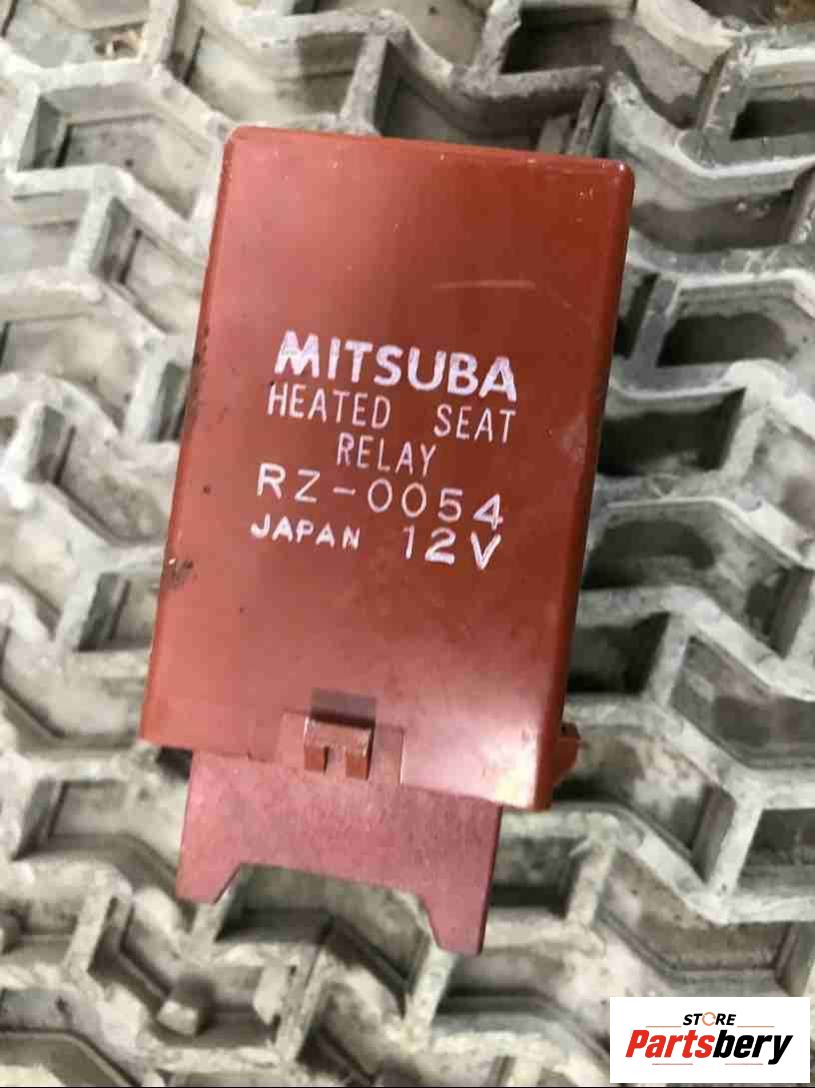 MITSUBA
HEATED SEAT
RELAY
RZ-0054
JAPAN 12V
STORE
Partsbery